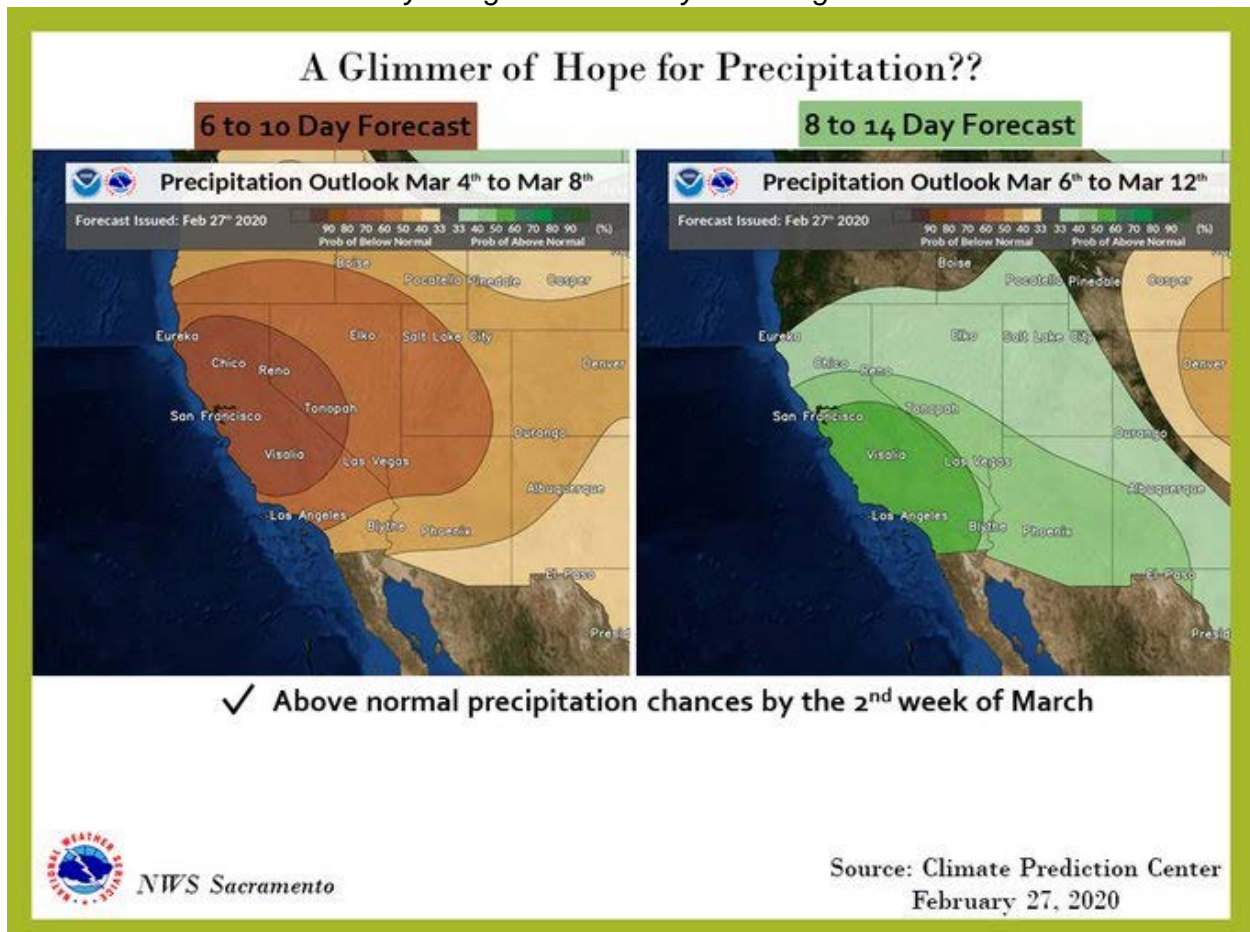 A Glimmer of Hope for Precipitation??
6 to 10 Day Forecast
Precipitation Outlook Mar 4th to Mar 8th
Forecast Issued: Feb 27th 2020
90 80 70 60 50 40 33 33 40 50 60 70 80 90 (%)
Prob of Below Normal Prob of Above Normal
Boise
Pocatello Pinedale Casper
Eureka Elko Salt Lake City
Chico Reno Denver
San Francisco Tonopah
Durango
Visalia Las Vegas
Albuquerque
Los Angeles Blythe Phoenix
El Paso
8 to 14 Day Forecast
Precipitation Outlook Mar 6th to Mar 12th
Forecast Issued: Feb 27th 2020
90 80 70 60 50 40 33 33 40 50 60 70 80 90 (%)
Prob of Below Normal Prob of Above Normal
Boise
Pocatello Pinedale Casper
Eureka Elko Salt Lake City
Chico Reno Denver
San Francisco Tonopah
Durango
Visalia Las Vegas
Albuquerque
Los Angeles Blythe Phoenix
El Paso
✓ Above normal precipitation chances by the 2nd week of March
NATIONAL WEATHER SERVICE
NWS Sacramento
Source: Climate Prediction Center
February 27, 2020